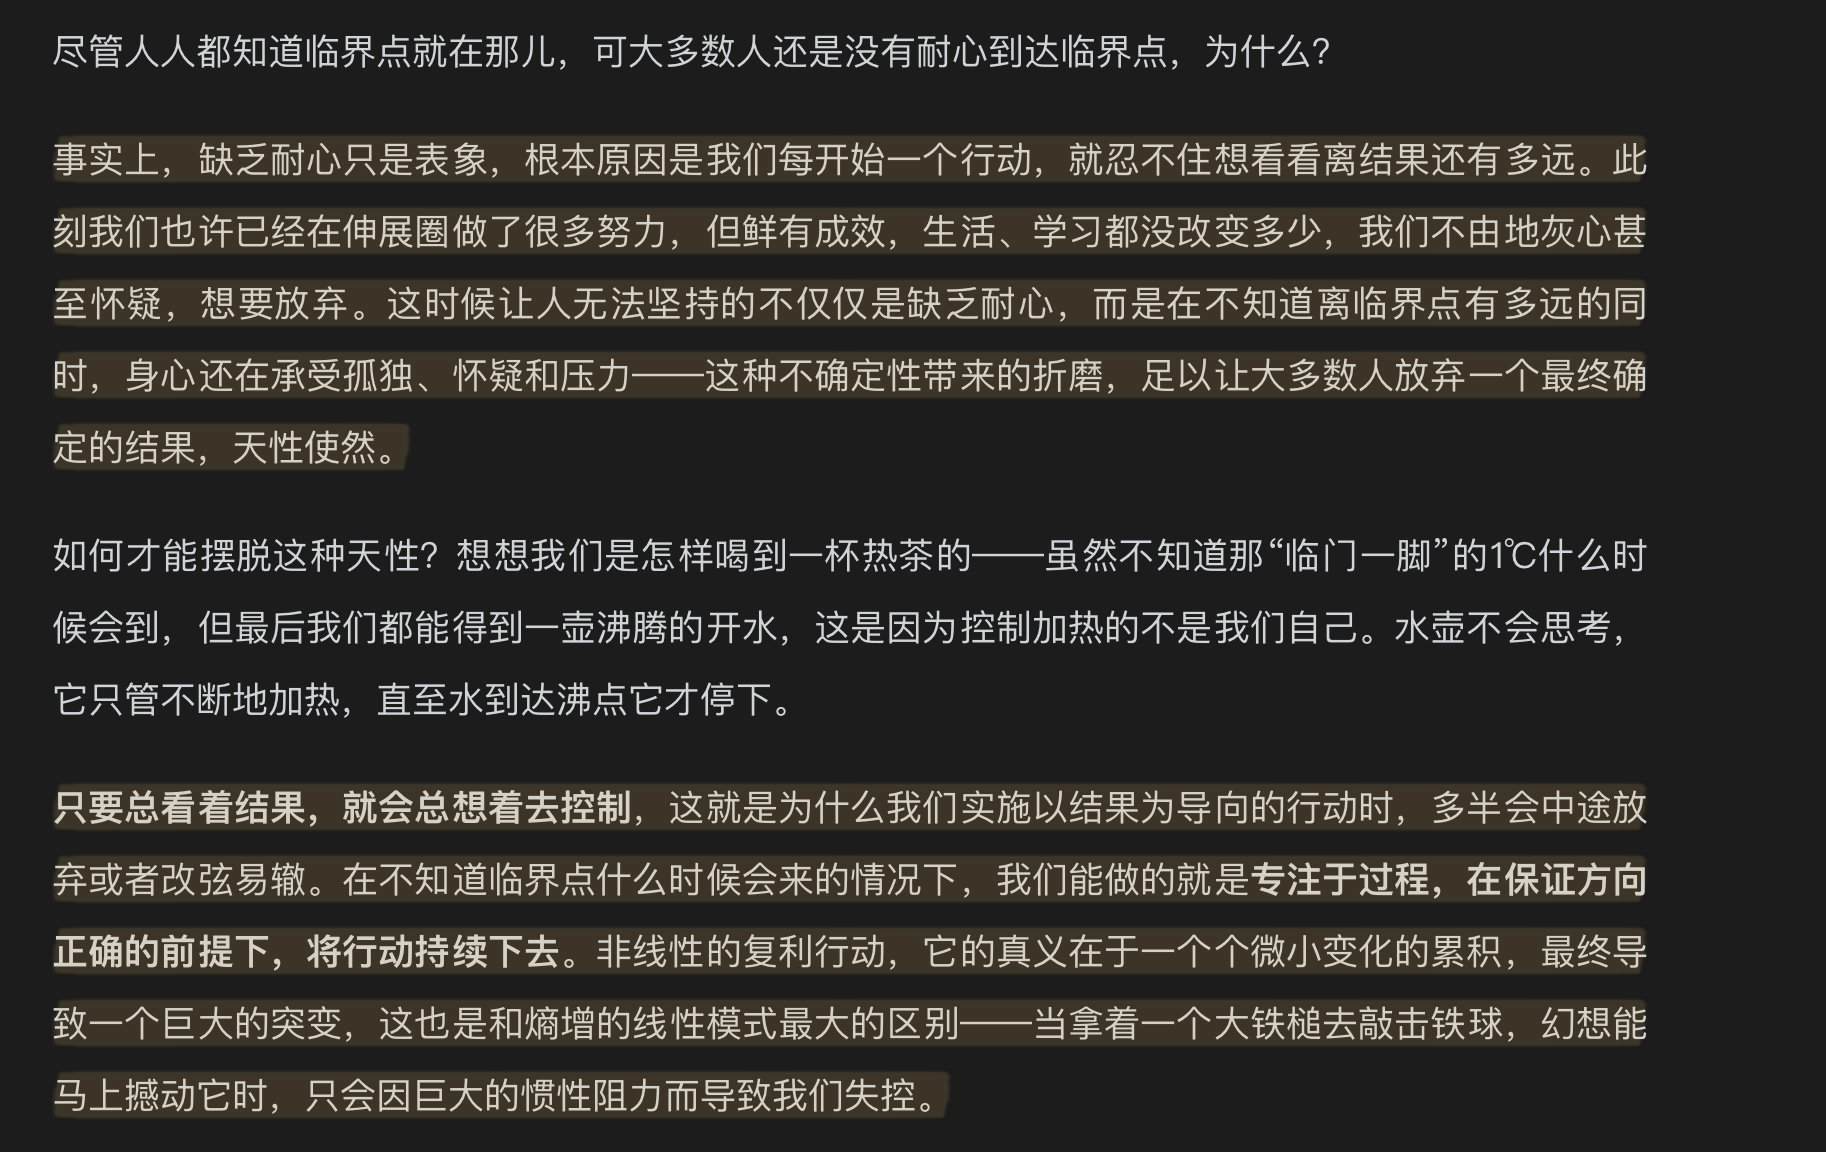 尽管人人都知道临界点就在那儿，可大多数人还是没有耐心到达临界点，为什么？
事实上，缺乏耐心只是表象，根本原因是我们每开始一个行动，就忍不住想看看离结果还有多远。此
刻我们也许已经在伸展圈做了很多努力，但鲜有成效，生活、学习都没改变多少，我们不由地灰心甚
至怀疑，想要放弃。这时候让人无法坚持的不仅仅是缺乏耐心，而是在不知道离临界点有多远的同
时，身心还在承受孤独、怀疑和压力——这种不确定性带来的折磨，足以让大多数人放弃一个最终确
定的结果，天性使然。
如何才能摆脱这种天性？想想我们是怎样喝到一杯热茶的——虽然不知道那“临门一脚”的1℃什么时
候会到，但最后我们都能得到一壶沸腾的开水，这是因为控制加热的不是我们自己。水壶不会思考，
它只管不断地加热，直至水到达沸点它才停下。
只要总看着结果，就会总想着去控制，这就是为什么我们实施以结果为导向的行动时，多半会中途放
弃或者改弦易辙。在不知道临界点什么时候会来的情况下，我们能做的就是专注于过程，在保证方向
正确的前提下，将行动持续下去。非线性的复利行动，它的真义在于一个个微小变化的累积，最终导
致一个巨大的突变，这也是和熵增的线性模式最大的区别——当拿着一个大铁槌去敲击铁球，幻想能
马上撼动它时，只会因巨大的惯性阻力而导致我们失控。